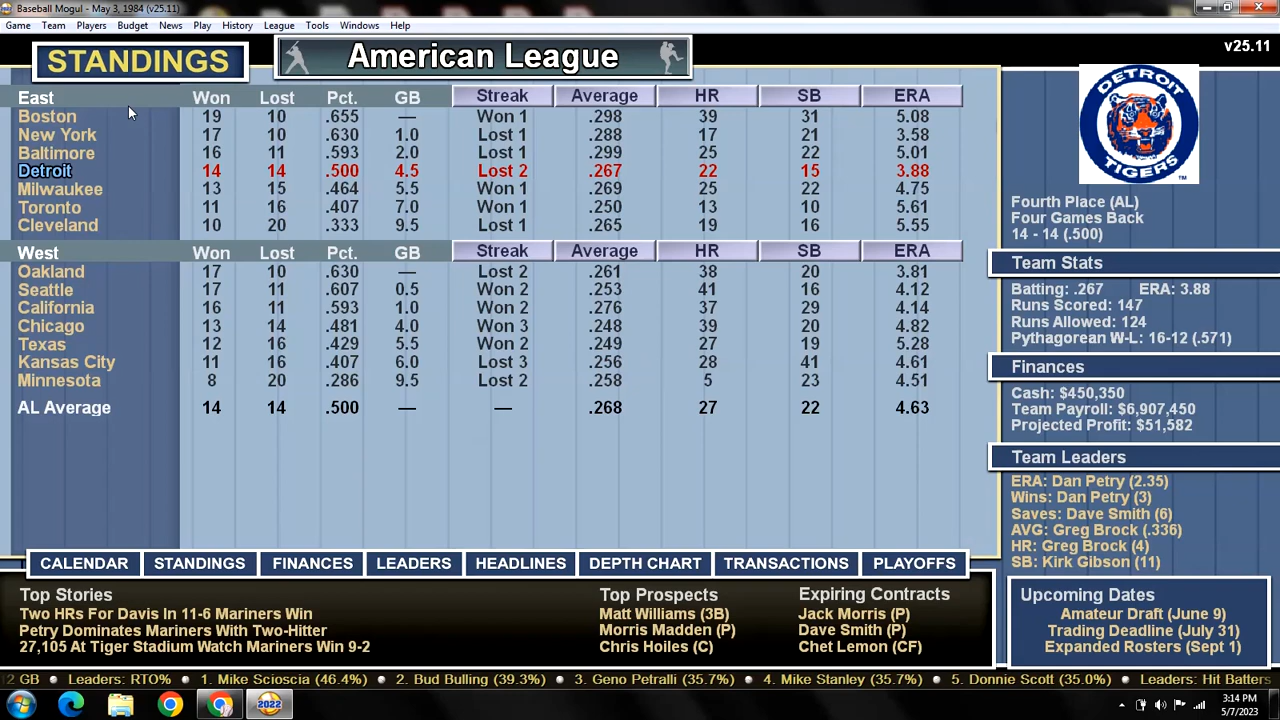 Baseball Mogul - May 3, 1984 (v25.11)
Game Team Players Budget News Play History League Tools Windows Help
STANDINGS
American League
v25.11
East Won Lost Pct. GB Streak Average HR SB ERA
Boston 19 10 .655 — Won 1 .298 39 31 5.08
New York 17 10 .630 1.0 Lost 1 .288 17 21 3.58
Baltimore 16 11 .593 2.0 Lost 1 .299 25 22 5.01
Detroit 14 14 .500 4.5 Lost 2 .267 22 15 3.88
Milwaukee 13 15 .464 5.5 Won 1 .269 25 22 4.75
Toronto 11 16 .407 7.0 Won 1 .250 13 10 5.61
Cleveland 10 20 .333 9.5 Lost 1 .265 19 16 5.55
West Won Lost Pct. GB Streak Average HR SB ERA
Oakland 17 10 .630 — Lost 2 .261 38 20 3.81
Seattle 17 11 .607 0.5 Won 2 .253 41 16 4.12
California 16 11 .593 1.0 Won 2 .276 37 29 4.14
Chicago 13 14 .481 4.0 Won 3 .248 39 20 4.82
Texas 12 16 .429 5.5 Won 2 .249 27 19 5.28
Kansas City 11 16 .407 6.0 Lost 3 .256 28 41 4.61
Minnesota 8 20 .286 9.5 Lost 2 .258 5 23 4.51
AL Average 14 14 .500 — — .268 27 22 4.63
DETROIT
TIGERS
TM
Fourth Place (AL)
Four Games Back
14 - 14 (.500)
Team Stats
Batting: .267 ERA: 3.88
Runs Scored: 147
Runs Allowed: 124
Pythagorean W-L: 16-12 (.571)
Finances
Cash: $450,350
Team Payroll: $6,907,450
Projected Profit: $51,582
Team Leaders
ERA: Dan Petry (2.35)
Wins: Dan Petry (3)
Saves: Dave Smith (6)
AVG: Greg Brock (.336)
HR: Greg Brock (4)
SB: Kirk Gibson (11)
CALENDAR STANDINGS FINANCES LEADERS HEADLINES DEPTH CHART TRANSACTIONS PLAYOFFS
Top Stories
Two HRs For Davis In 11-6 Mariners Win
Petry Dominates Mariners With Two-Hitter
27,105 At Tiger Stadium Watch Mariners Win 9-2
Top Prospects
Matt Williams (3B)
Morris Madden (P)
Chris Hoiles (C)
Expiring Contracts
Jack Morris (P)
Dave Smith (P)
Chet Lemon (CF)
Upcoming Dates
Amateur Draft (June 9)
Trading Deadline (July 31)
Expanded Rosters (Sept 1)
12 GB Leaders: RTO% 1. Mike Scioscia (46.4%) 2. Bud Bulling (39.3%) 3. Geno Petralli (35.7%) 4. Mike Stanley (35.7%) 5. Donnie Scott (35.0%) Leaders: Hit Batters
2022
3:14 PM
5/7/2023